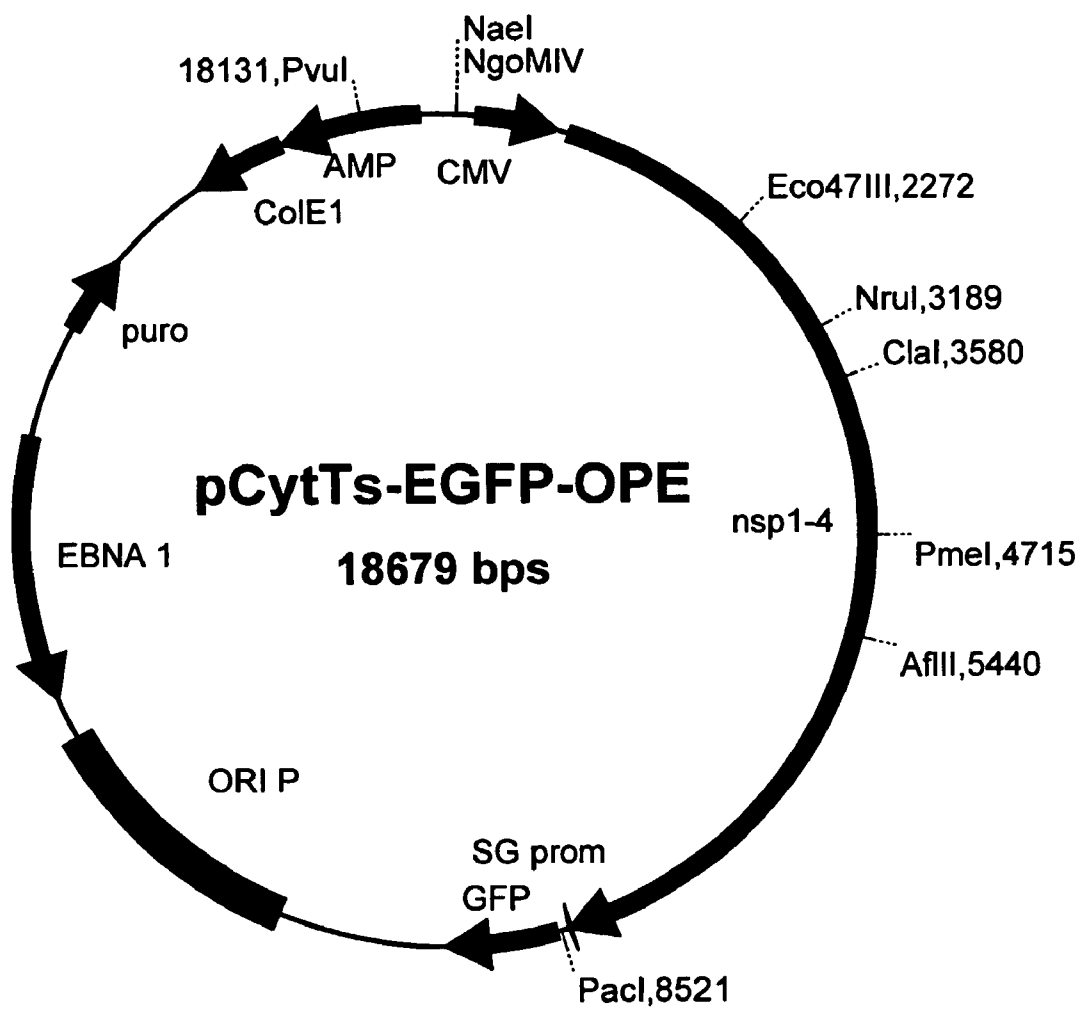 NaeI
NgoMIV
18131,PvuI
AMP
CMV
ColE1
Eco47III,2272
puro
NruI,3189
ClaI,3580
pCytTs-EGFP-OPE
18679 bps
nsp1-4
EBNA 1
PmeI,4715
AflII,5440
ORI P
SG prom
GFP
PacI,8521